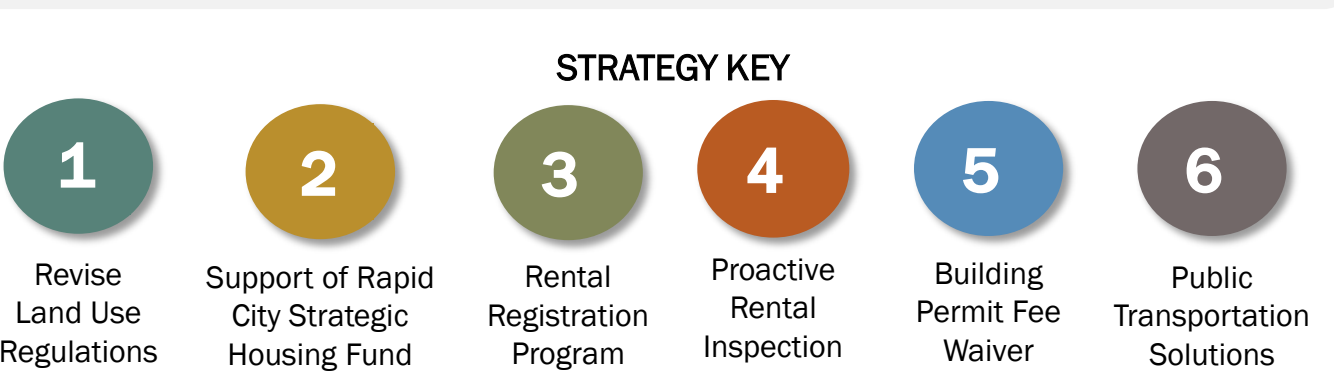 STRATEGY KEY
1
Revise
Land Use
Regulations
2
Support of Rapid
City Strategic
Housing Fund
3
Rental
Registration
Program
4
Proactive
Rental
Inspection
5
Building
Permit Fee
Waiver
6
Public
Transportation
Solutions